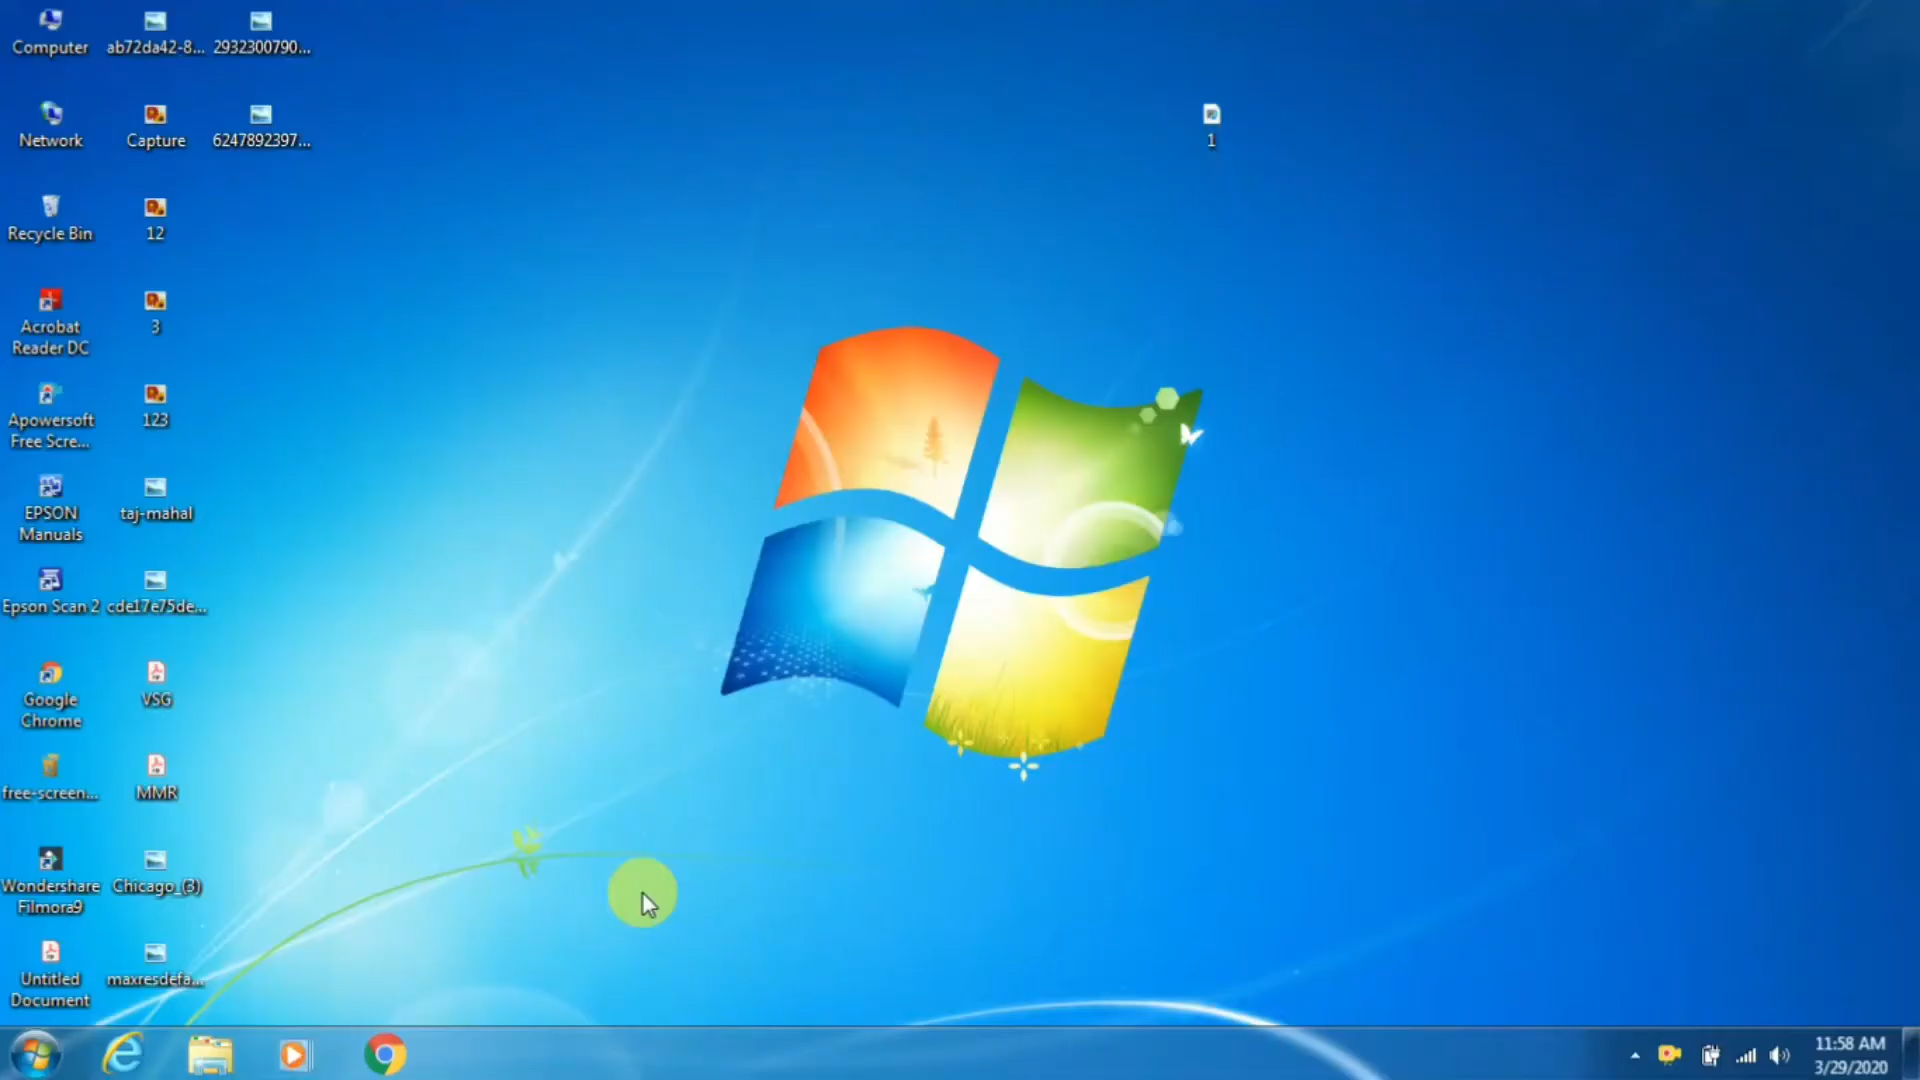 Computer
ab72da42-8...
2932300790...
Network
Capture
6247892397...
1
Recycle Bin
12
Acrobat
Reader DC
3
Apowersoft
Free Scre...
123
EPSON
Manuals
taj-mahal
Epson Scan 2
cde17e75de...
Google
Chrome
VSG
free-screen...
MMR
Wondershare
Filmora9
Chicago_(3)
Untitled
Document
maxresdefa...
11:58 AM
3/29/2020